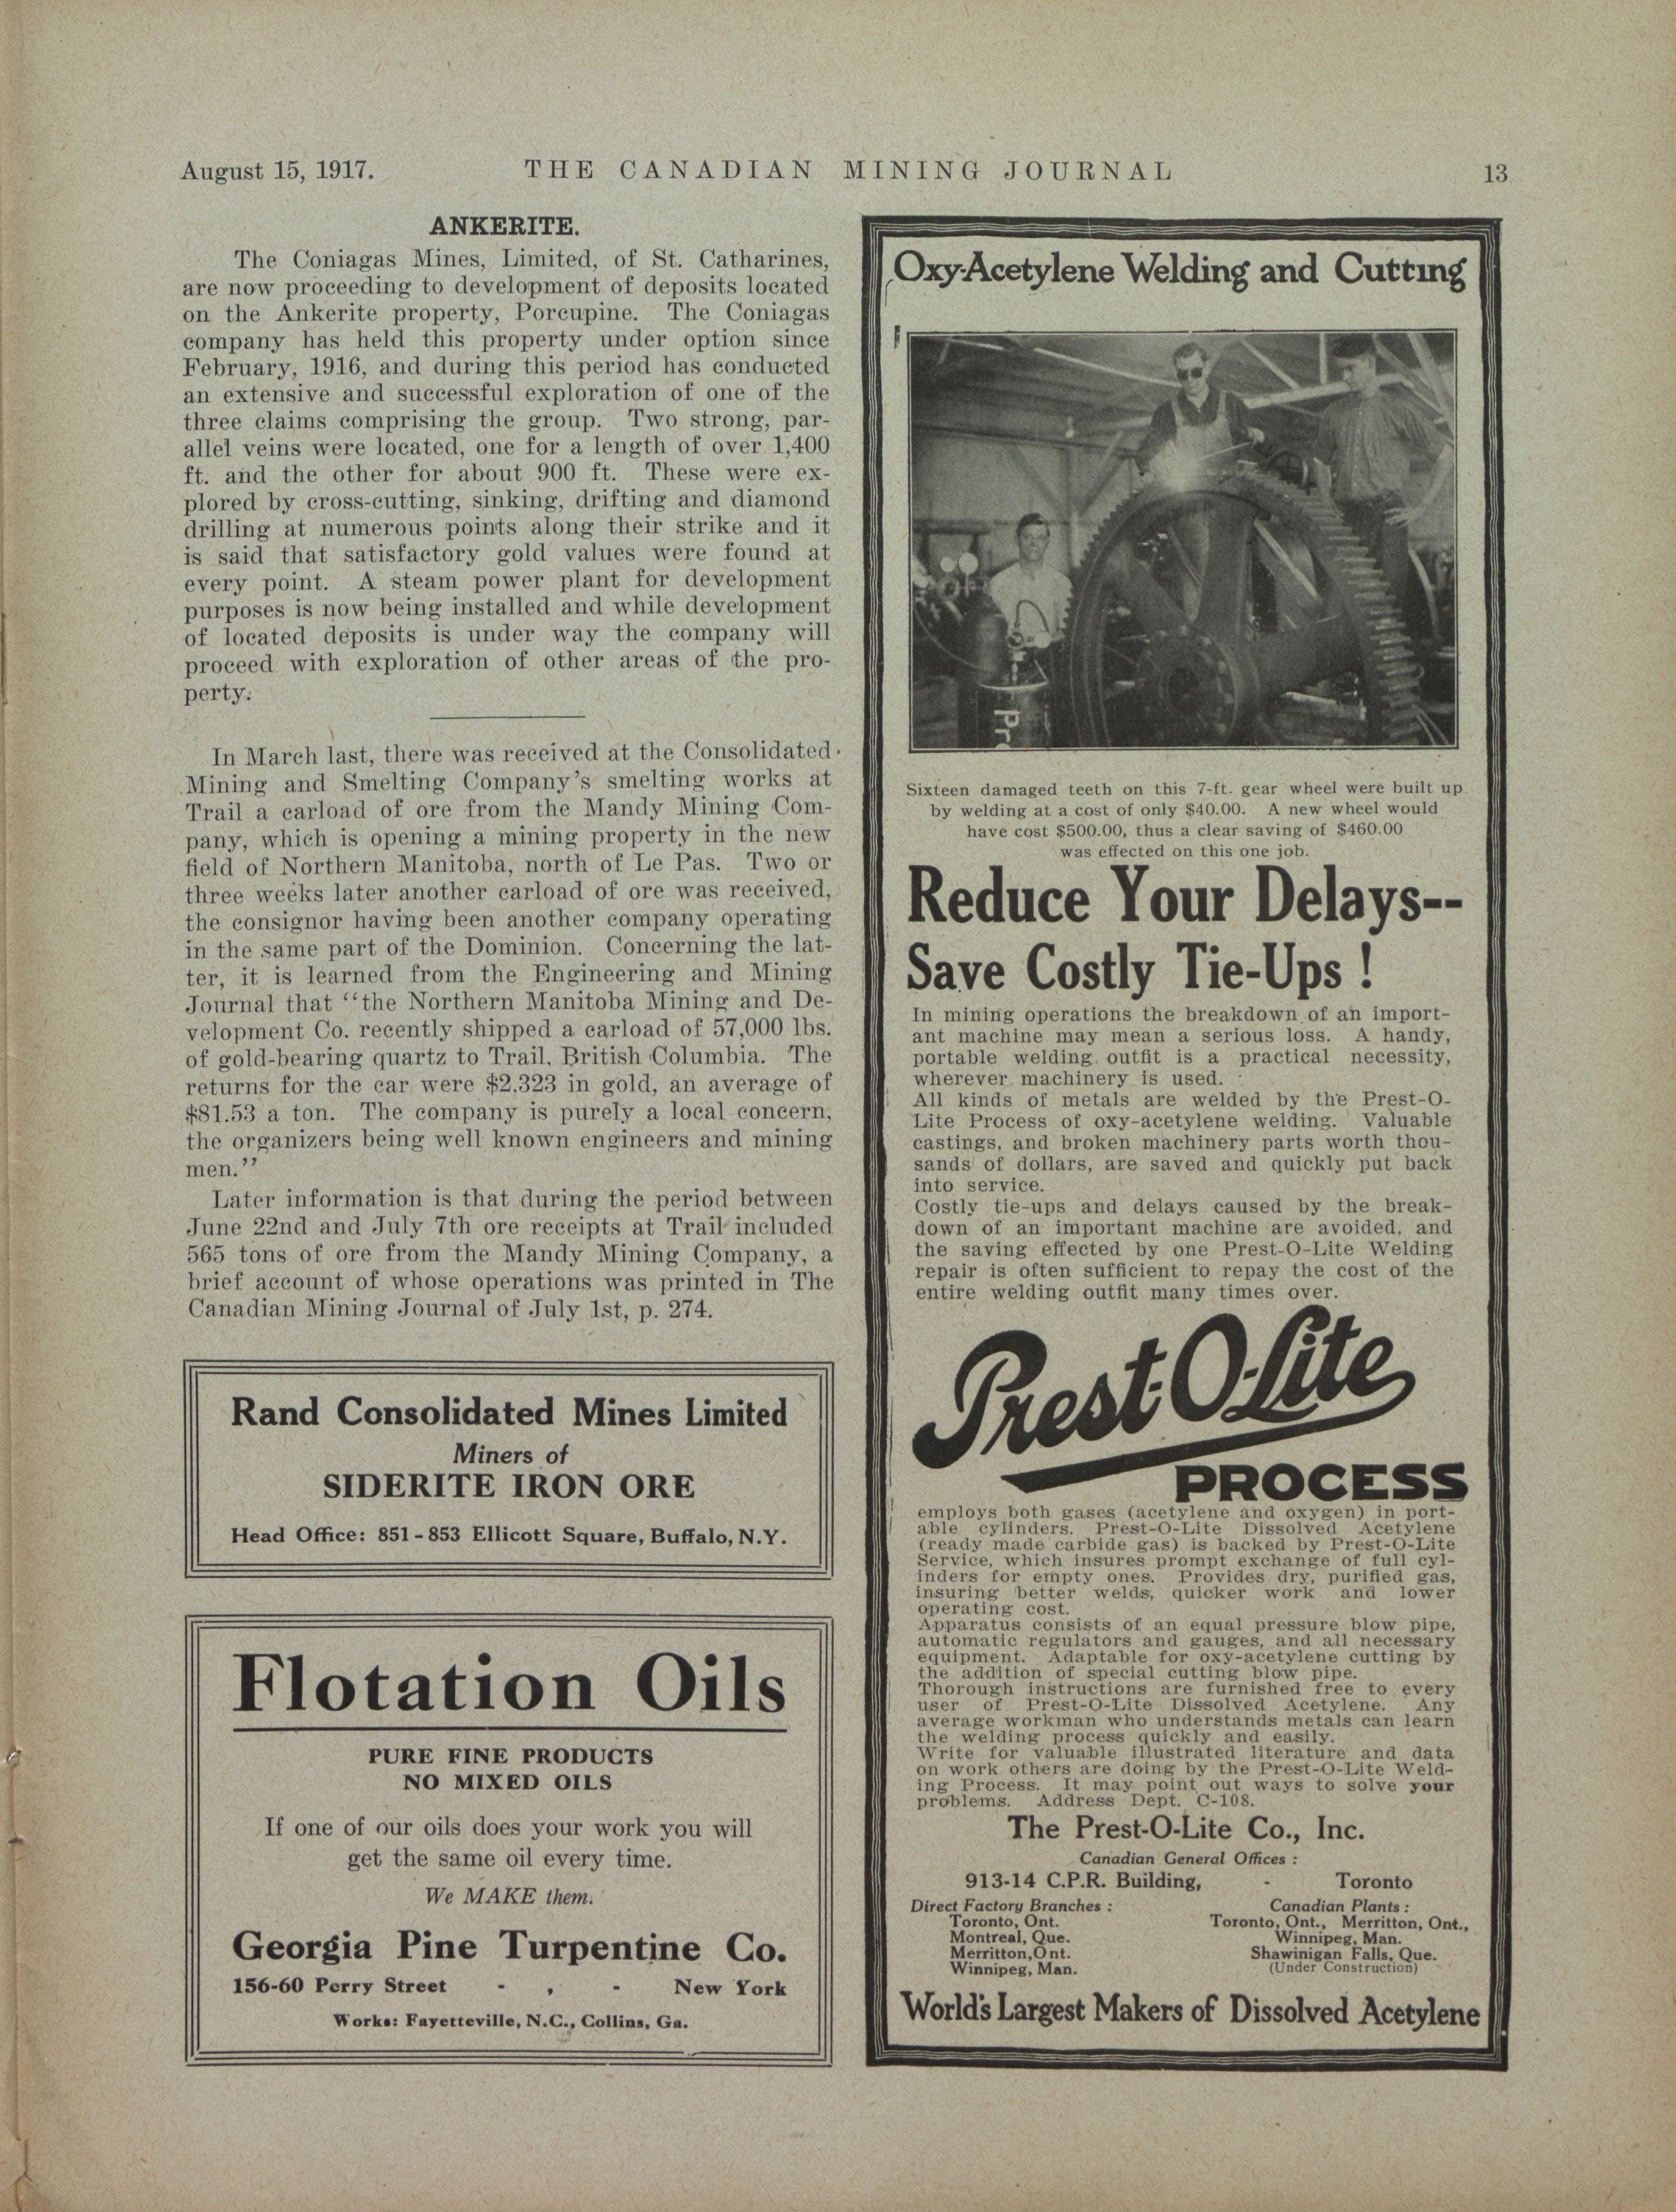 August 15, 1917.
THE CANADIAN MINING JOURNAL
13
ANKERITE.
The Coniagas Mines, Limited, of St. Catharines,
are now proceeding to development of deposits located
on the Ankerite property, Porcupine. The Coniagas
company has held this property under option since
February, 1916, and during this period has conducted
an extensive and successful exploration of one of the
three claims comprising the group. Two strong, par-
allel veins were located, one for a length of over 1,400
ft. and the other for about 900 ft. These were ex-
plored by cross-cutting, sinking, drifting and diamond
drilling at numerous points along their strike and it
is said that satisfactory gold values were found at
every point. A steam power plant for development
purposes is now being installed and while development
of located deposits is under way the company will
proceed with exploration of other areas of the pro-
perty.
In March last, there was received at the Consolidated
Mining and Smelting Company's smelting works at
Trail a carload of ore from the Mandy Mining Com-
pany, which is opening a mining property in the new
field of Northern Manitoba, north of Le Pas. Two or
three weeks later another carload of ore was received,
the consignor having been another company operating
in the same part of the Dominion. Concerning the lat-
ter, it is learned from the Engineering and Mining
Journal that "the Northern Manitoba Mining and De-
velopment Co. recently shipped a carload of 57,000 lbs.
of gold-bearing quartz to Trail, British Columbia. The
returns for the car were $2,323 in gold, an average of
$81.53 a ton. The company is purely a local concern,
the organizers being well known engineers and mining
men."
Later information is that during the period between
June 22nd and July 7th ore receipts at Trail included
565 tons of ore from the Mandy Mining Company, a
brief account of whose operations was printed in The
Canadian Mining Journal of July 1st, p. 274.
Rand Consolidated Mines Limited
Miners of
SIDERITE IRON ORE
Head Office: 851-853 Ellicott Square, Buffalo, N.Y.
Flotation Oils
PURE FINE PRODUCTS
NO MIXED OILS
If one of our oils does your work you will
get the same oil every time.
We MAKE them.
Georgia Pine Turpentine Co.
156-60 Perry Street - , - New York
Works: Fayetteville, N.C., Collins, Ga.
Oxy-Acetylene Welding and Cutting
Pr
Sixteen damaged teeth on this 7-ft. gear wheel were built up
by welding at a cost of only $40.00. A new wheel would
have cost $500.00, thus a clear saving of $460.00
was effected on this one job.
Reduce Your Delays--
Save Costly Tie-Ups !
In mining operations the breakdown of an import-
ant machine may mean a serious loss. A handy,
portable welding outfit is a practical necessity,
wherever machinery is used.
All kinds of metals are welded by the Prest-O-
Lite Process of oxy-acetylene welding. Valuable
castings, and broken machinery parts worth thou-
sands of dollars, are saved and quickly put back
into service.
Costly tie-ups and delays caused by the break-
down of an important machine are avoided, and
the saving effected by one Prest-O-Lite Welding
repair is often sufficient to repay the cost of the
entire welding outfit many times over.
Prest-O-Lite
PROCESS
employs both gases (acetylene and oxygen) in port-
able cylinders. Prest-O-Lite Dissolved Acetylene
(ready made carbide gas) is backed by Prest-O-Lite
Service, which insures prompt exchange of full cyl-
inders for empty ones. Provides dry, purified gas,
insuring better welds, quicker work and lower
operating cost.
Apparatus consists of an equal pressure blow pipe,
automatic regulators and gauges, and all necessary
equipment. Adaptable for oxy-acetylene cutting by
the addition of special cutting blow pipe.
Thorough instructions are furnished free to every
user of Prest-O-Lite Dissolved Acetylene. Any
average workman who understands metals can learn
the welding process quickly and easily.
Write for valuable illustrated literature and data
on work others are doing by the Prest-O-Lite Weld-
ing Process. It may point out ways to solve your
problems. Address Dept. C-108.
The Prest-O-Lite Co., Inc.
Canadian General Offices :
913-14 C.P.R. Building, - Toronto
Direct Factory Branches :
Toronto, Ont.
Montreal, Que.
Merritton, Ont.
Winnipeg, Man.
Canadian Plants :
Toronto, Ont., Merritton, Ont.,
Winnipeg, Man.
Shawinigan Falls, Que.
(Under Construction)
World's Largest Makers of Dissolved Acetylene